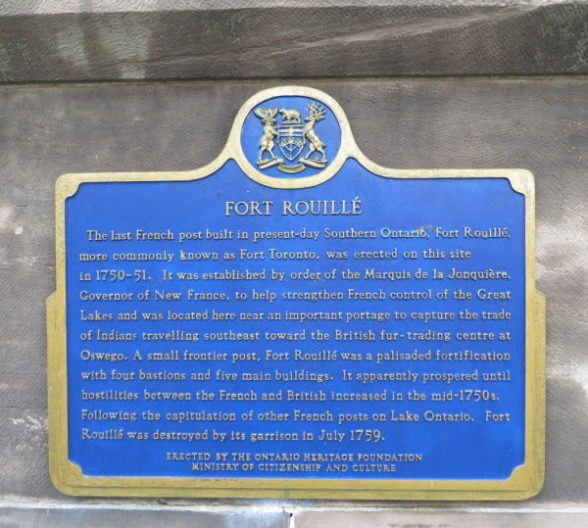 FORT ROUILLÉ
The last French post built in present-day Southern Ontario, Fort Rouillé,
more commonly known as Fort Toronto, was erected on this site
in 1750-51. It was established by order of the Marquis de la Jonquière,
Governor of New France, to help strengthen French control of the Great
Lakes and was located here near an important portage to capture the trade
of Indians travelling southeast toward the British fur-trading centre at
Oswego. A small frontier post, Fort Rouillé was a palisaded fortification
with four bastions and five main buildings. It apparently prospered until
hostilities between the French and British increased in the mid-1750s.
Following the capitulation of other French posts on Lake Ontario, Fort
Rouillé was destroyed by its garrison in July 1759.
ERECTED BY THE ONTARIO HERITAGE FOUNDATION
MINISTRY OF CITIZENSHIP AND CULTURE